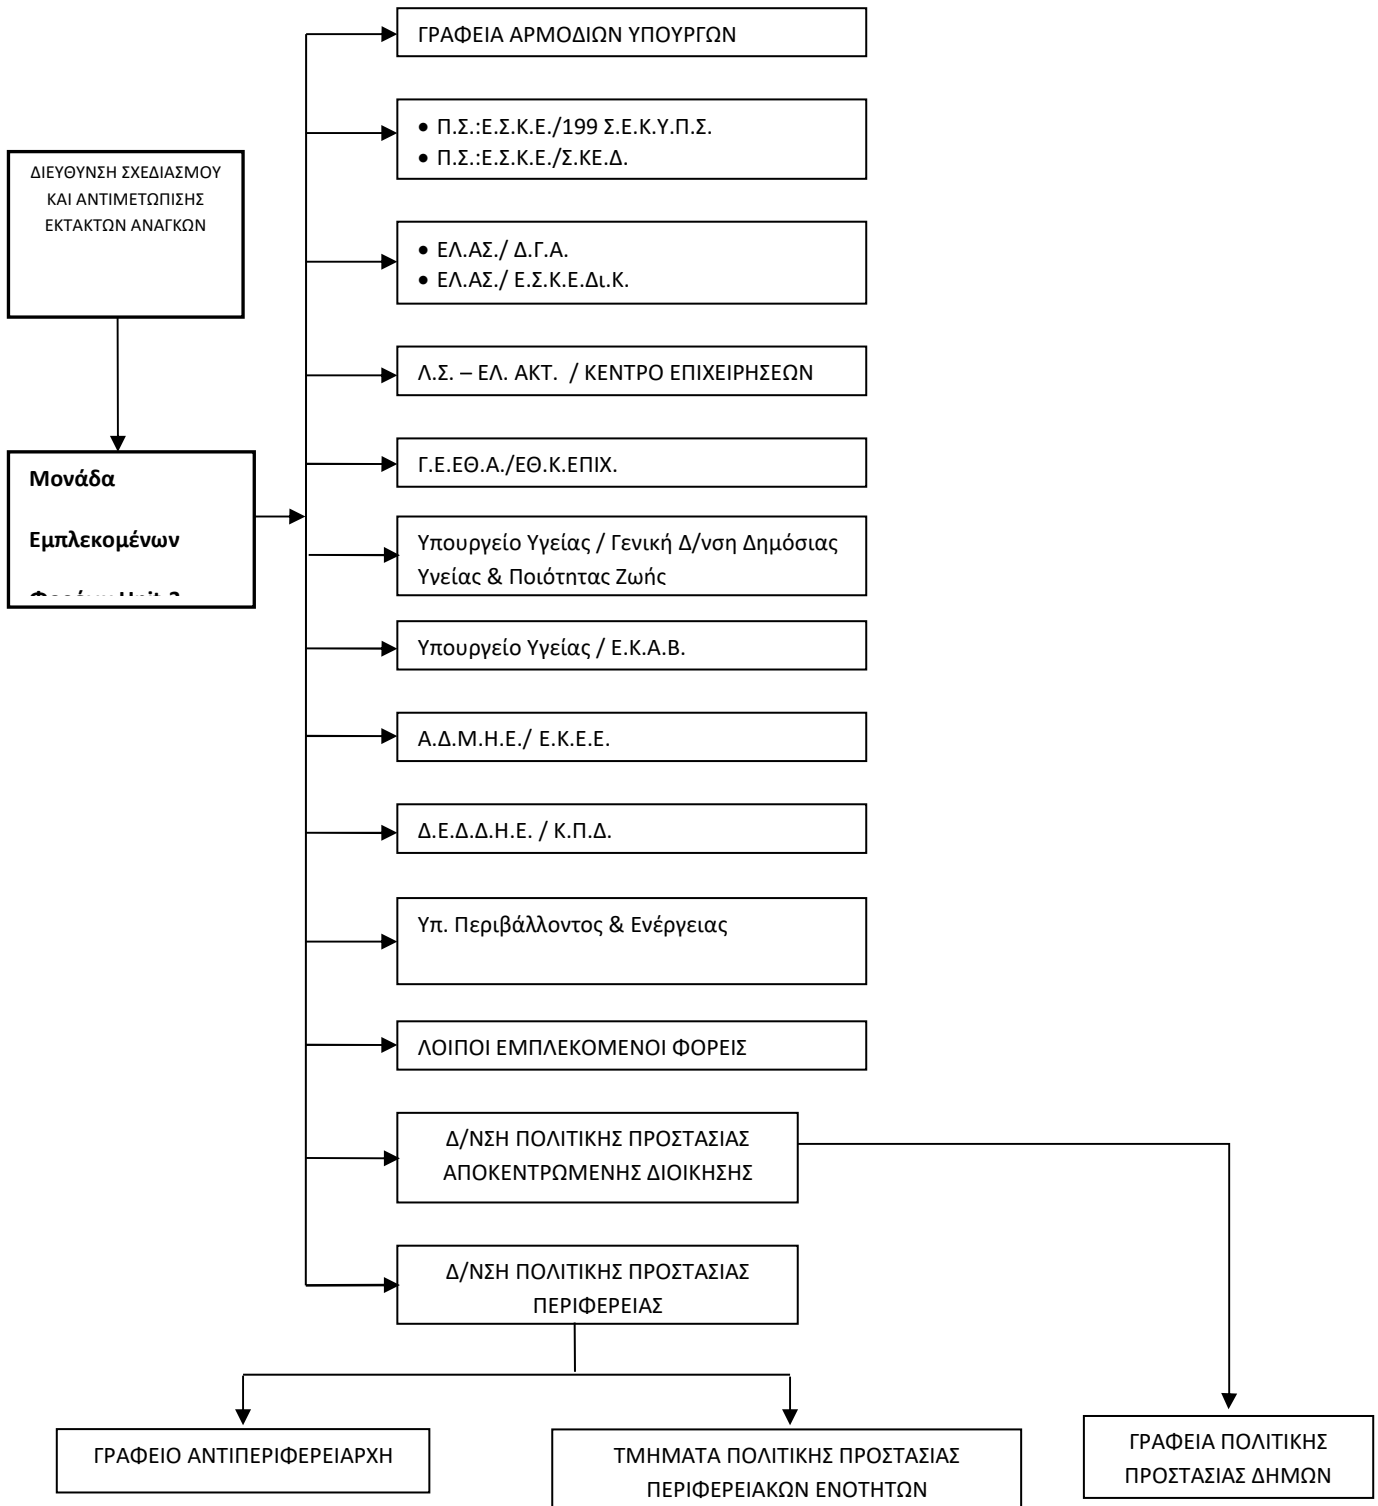 ΓΡΑΦΕΙΑ ΑΡΜΟΔΙΩΝ ΥΠΟΥΡΓΩΝ
• Π.Σ.:Ε.Σ.Κ.Ε./199 Σ.Ε.Κ.Υ.Π.Σ.
• Π.Σ.:Ε.Σ.Κ.Ε./Σ.ΚΕ.Δ.
ΔΙΕΥΘΥΝΣΗ ΣΧΕΔΙΑΣΜΟΥ
ΚΑΙ ΑΝΤΙΜΕΤΩΠΙΣΗΣ
ΕΚΤΑΚΤΩΝ ΑΝΑΓΚΩΝ
• ΕΛ.ΑΣ./ Δ.Γ.Α.
• ΕΛ.ΑΣ./ Ε.Σ.Κ.Ε.Δι.Κ.
Λ.Σ. – ΕΛ. ΑΚΤ. / ΚΕΝΤΡΟ ΕΠΙΧΕΙΡΗΣΕΩΝ
Γ.Ε.ΕΘ.Α./ΕΘ.Κ.ΕΠΙΧ.
Μονάδα
Εμπλεκομένων
Υπουργείο Υγείας / Γενική Δ/νση Δημόσιας
Υγείας & Ποιότητας Ζωής
Υπουργείο Υγείας / Ε.Κ.Α.Β.
Α.Δ.Μ.Η.Ε./ Ε.Κ.Ε.Ε.
Δ.Ε.Δ.Δ.Η.Ε. / Κ.Π.Δ.
Υπ. Περιβάλλοντος & Ενέργειας
ΛΟΙΠΟΙ ΕΜΠΛΕΚΟΜΕΝΟΙ ΦΟΡΕΙΣ
Δ/ΝΣΗ ΠΟΛΙΤΙΚΗΣ ΠΡΟΣΤΑΣΙΑΣ
ΑΠΟΚΕΝΤΡΩΜΕΝΗΣ ΔΙΟΙΚΗΣΗΣ
Δ/ΝΣΗ ΠΟΛΙΤΙΚΗΣ ΠΡΟΣΤΑΣΙΑΣ
ΠΕΡΙΦΕΡΕΙΑΣ
ΓΡΑΦΕΙΟ ΑΝΤΙΠΕΡΙΦΕΡΕΙΑΡΧΗ
ΤΜΗΜΑΤΑ ΠΟΛΙΤΙΚΗΣ ΠΡΟΣΤΑΣΙΑΣ
ΠΕΡΙΦΕΡΕΙΑΚΩΝ ΕΝΟΤΗΤΩΝ
ΓΡΑΦΕΙΑ ΠΟΛΙΤΙΚΗΣ
ΠΡΟΣΤΑΣΙΑΣ ΔΗΜΩΝ